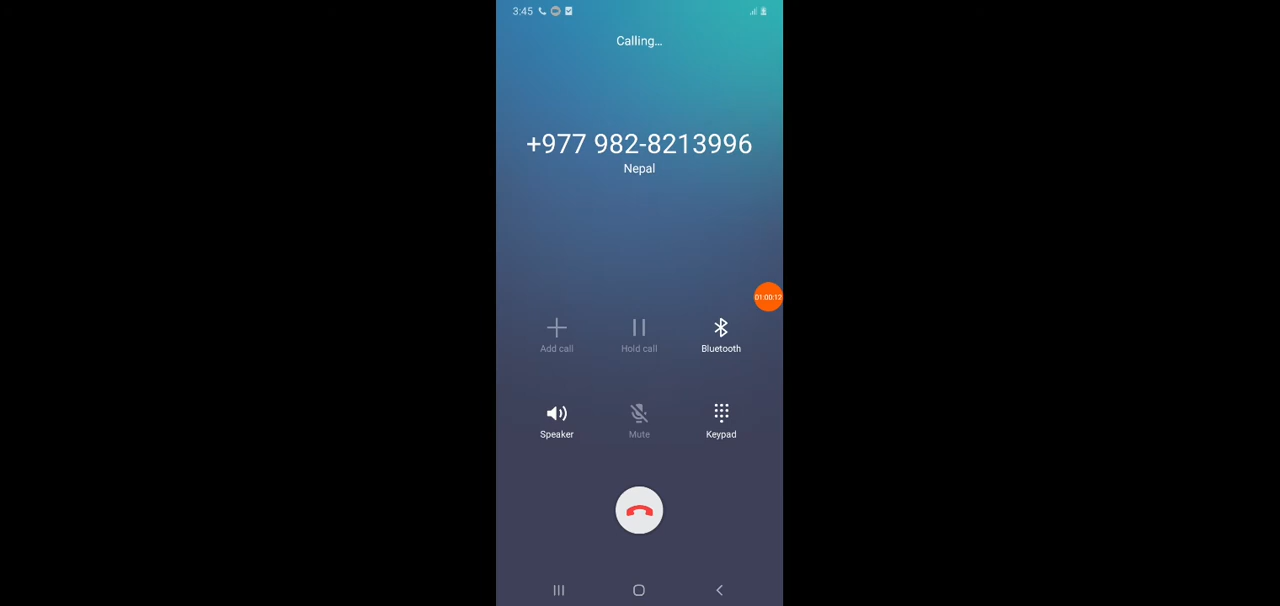 3:45
Calling...
+977 982-8213996
Nepal
01:00:12
Add call
Hold call
Bluetooth
Speaker
Mute
Keypad